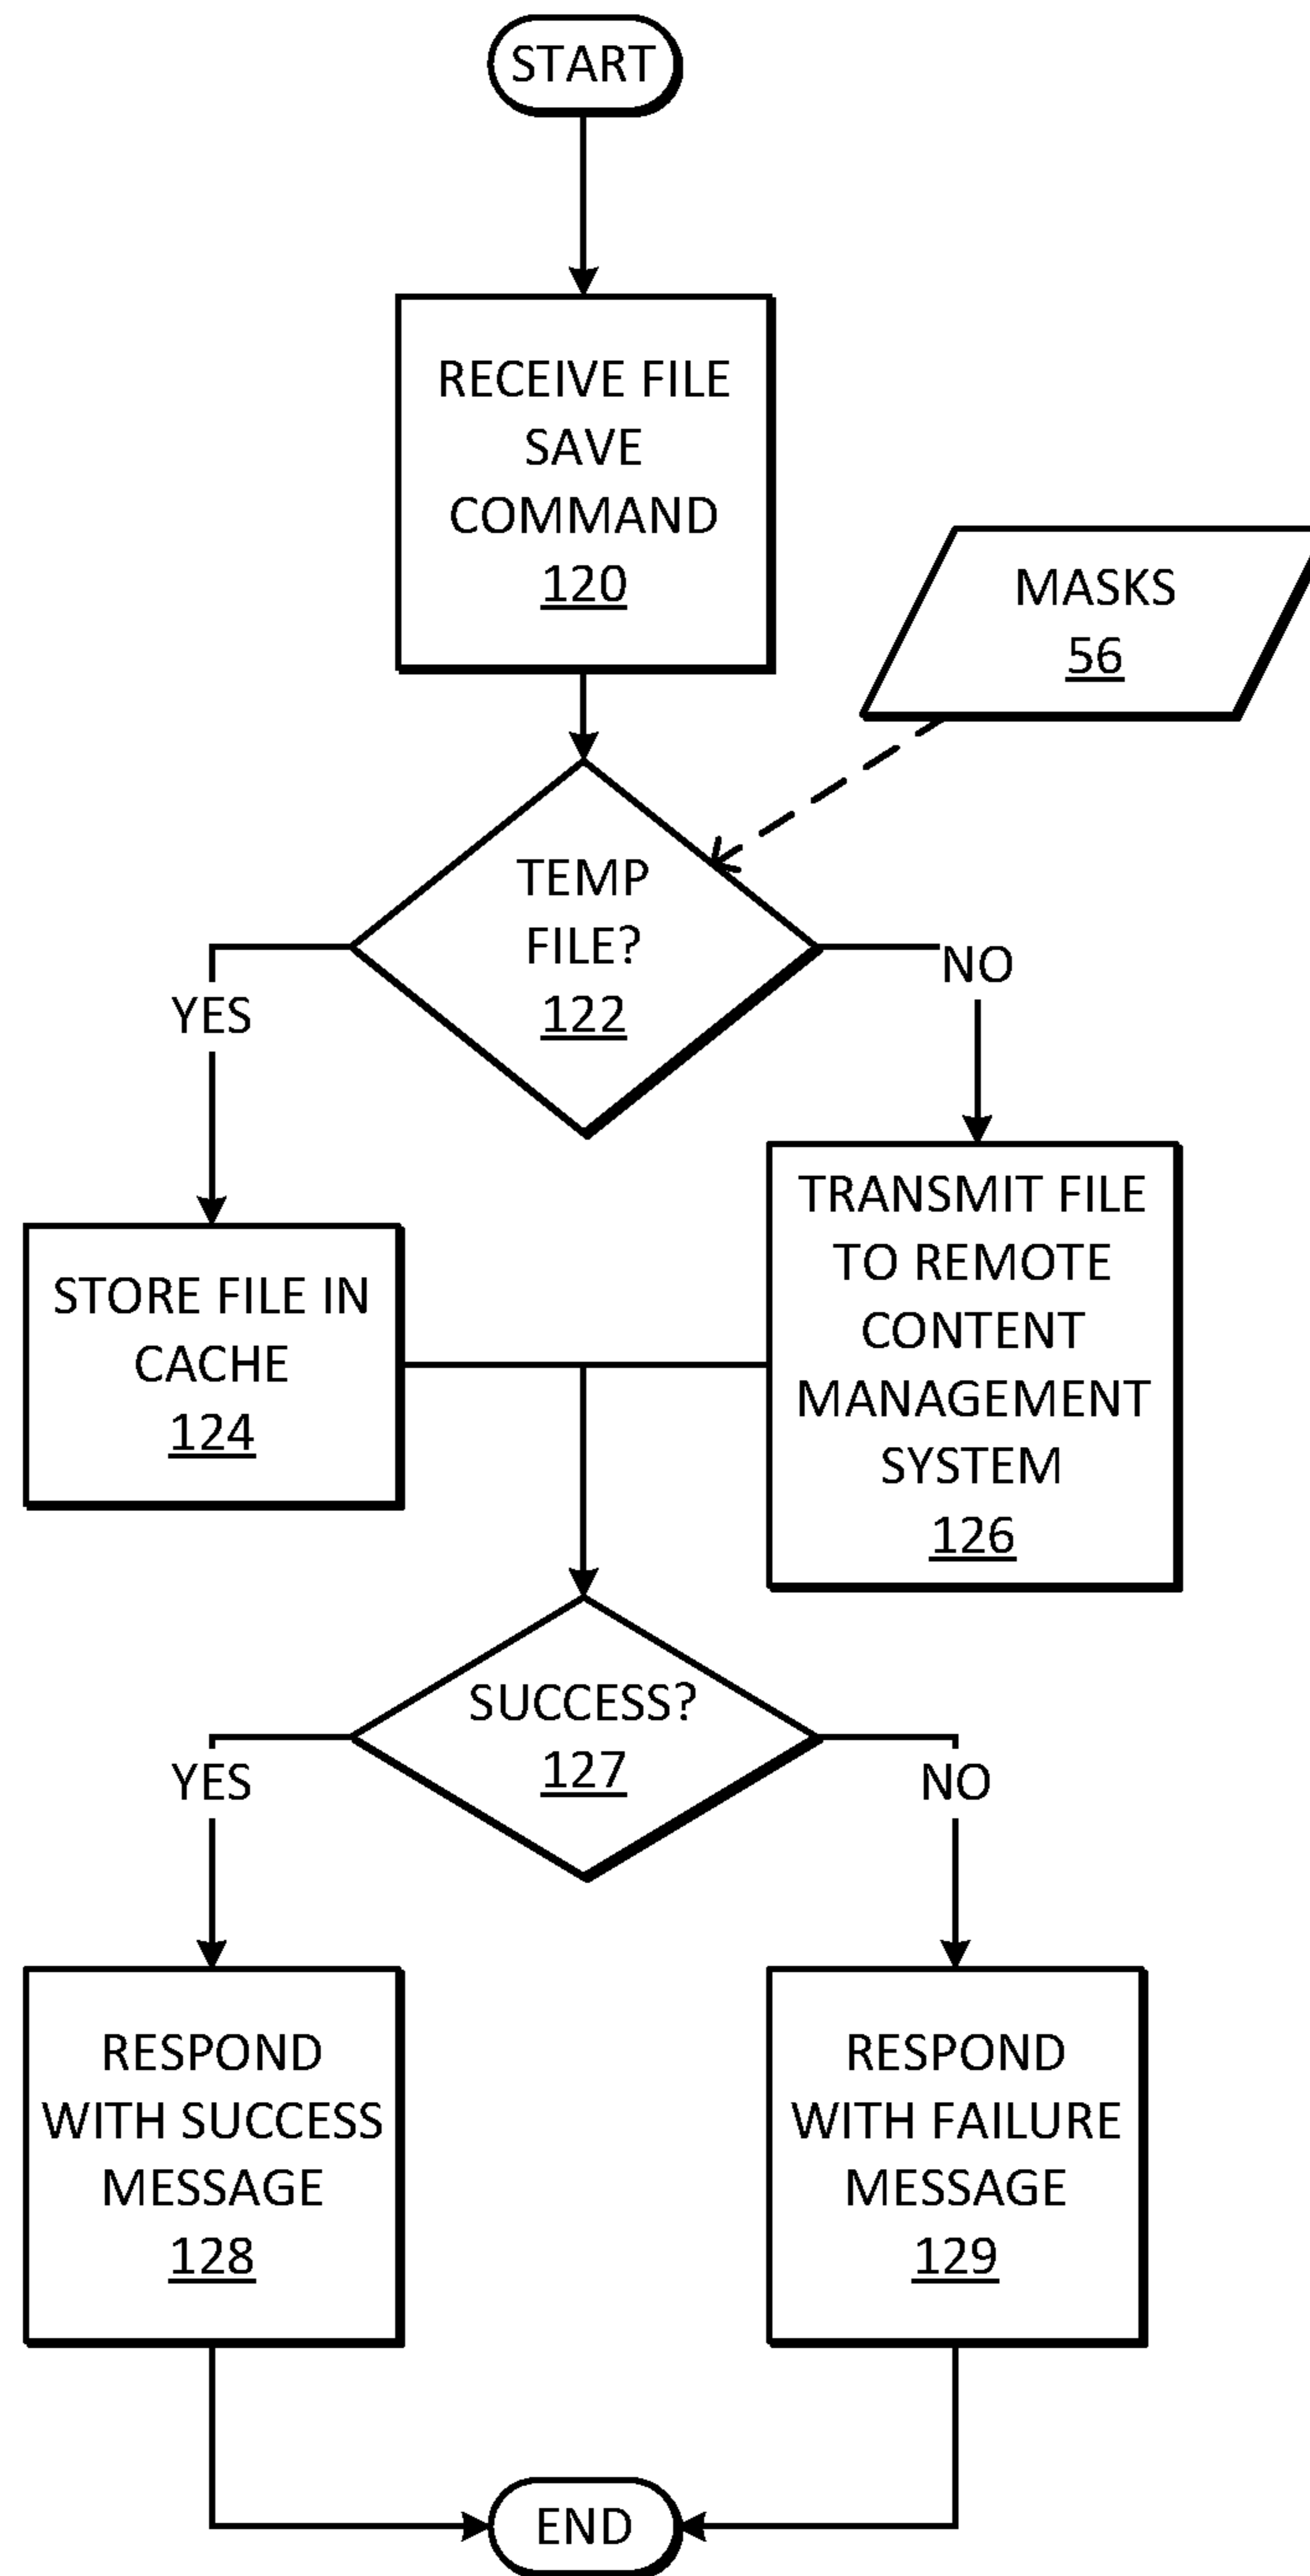 START
RECEIVE FILE
SAVE
COMMAND
120
MASKS
56
TEMP
FILE?
122
YES
NO
STORE FILE IN
CACHE
124
TRANSMIT FILE
TO REMOTE
CONTENT
MANAGEMENT
SYSTEM
126
SUCCESS?
127
YES
NO
RESPOND
WITH SUCCESS
MESSAGE
128
RESPOND
WITH FAILURE
MESSAGE
129
END